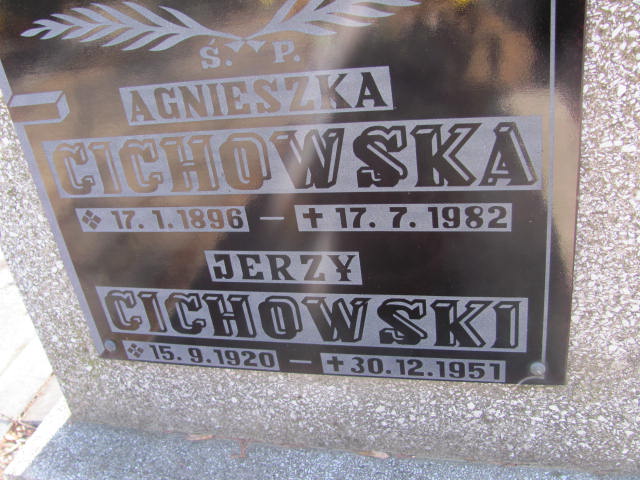 Ś. P.
AGNIESZKA
CICHOWSKA
17.1.1896 — ✝ 17.7.1982
JERZY
CICHOWSKI
15.9.1920 — ✝ 30.12.1951